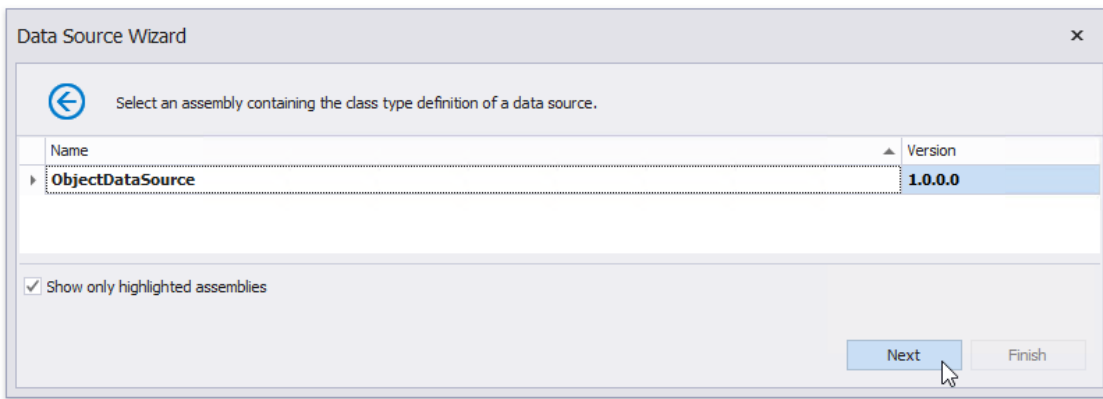 Data Source Wizard
Select an assembly containing the class type definition of a data source.
Name Version
ObjectDataSource 1.0.0.0
Show only highlighted assemblies
Next Finish